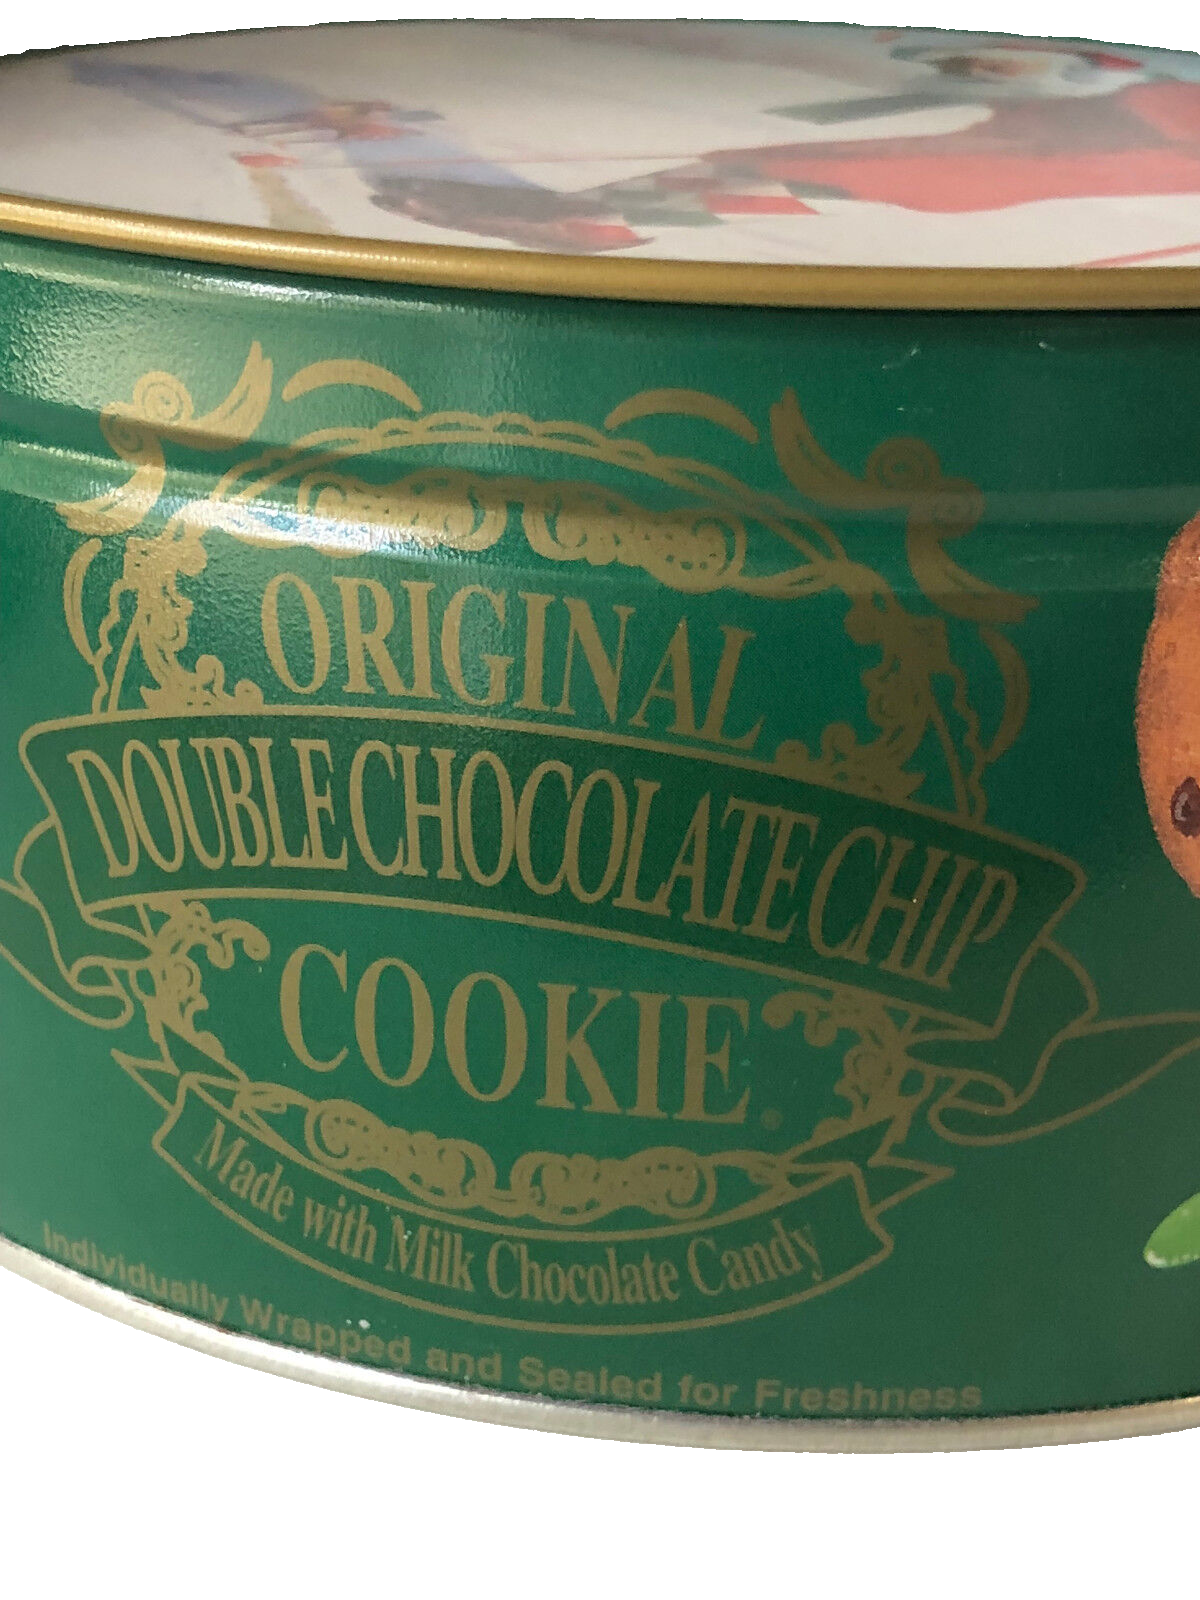 ORIGINAL
DOUBLE CHOCOLATE CHIP
COOKIE®
Made with Milk Chocolate Candy
Individually Wrapped and Sealed for Freshness